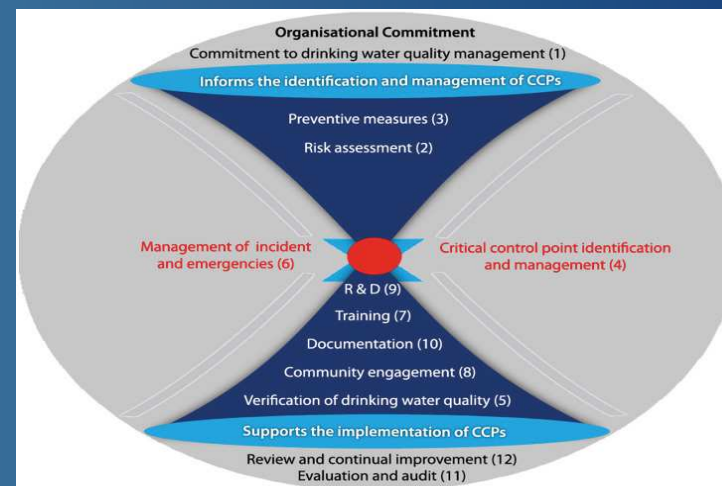 Organisational Commitment
Commitment to drinking water quality management (1)
Informs the identification and management of CCPs
Preventive measures (3)
Risk assessment (2)
Management of incident
and emergencies (6)
Critical control point identification
and management (4)
R & D (9)
Training (7)
Documentation (10)
Community engagement (8)
Verification of drinking water quality (5)
Supports the implementation of CCPs
Review and continual improvement (12)
Evaluation and audit (11)